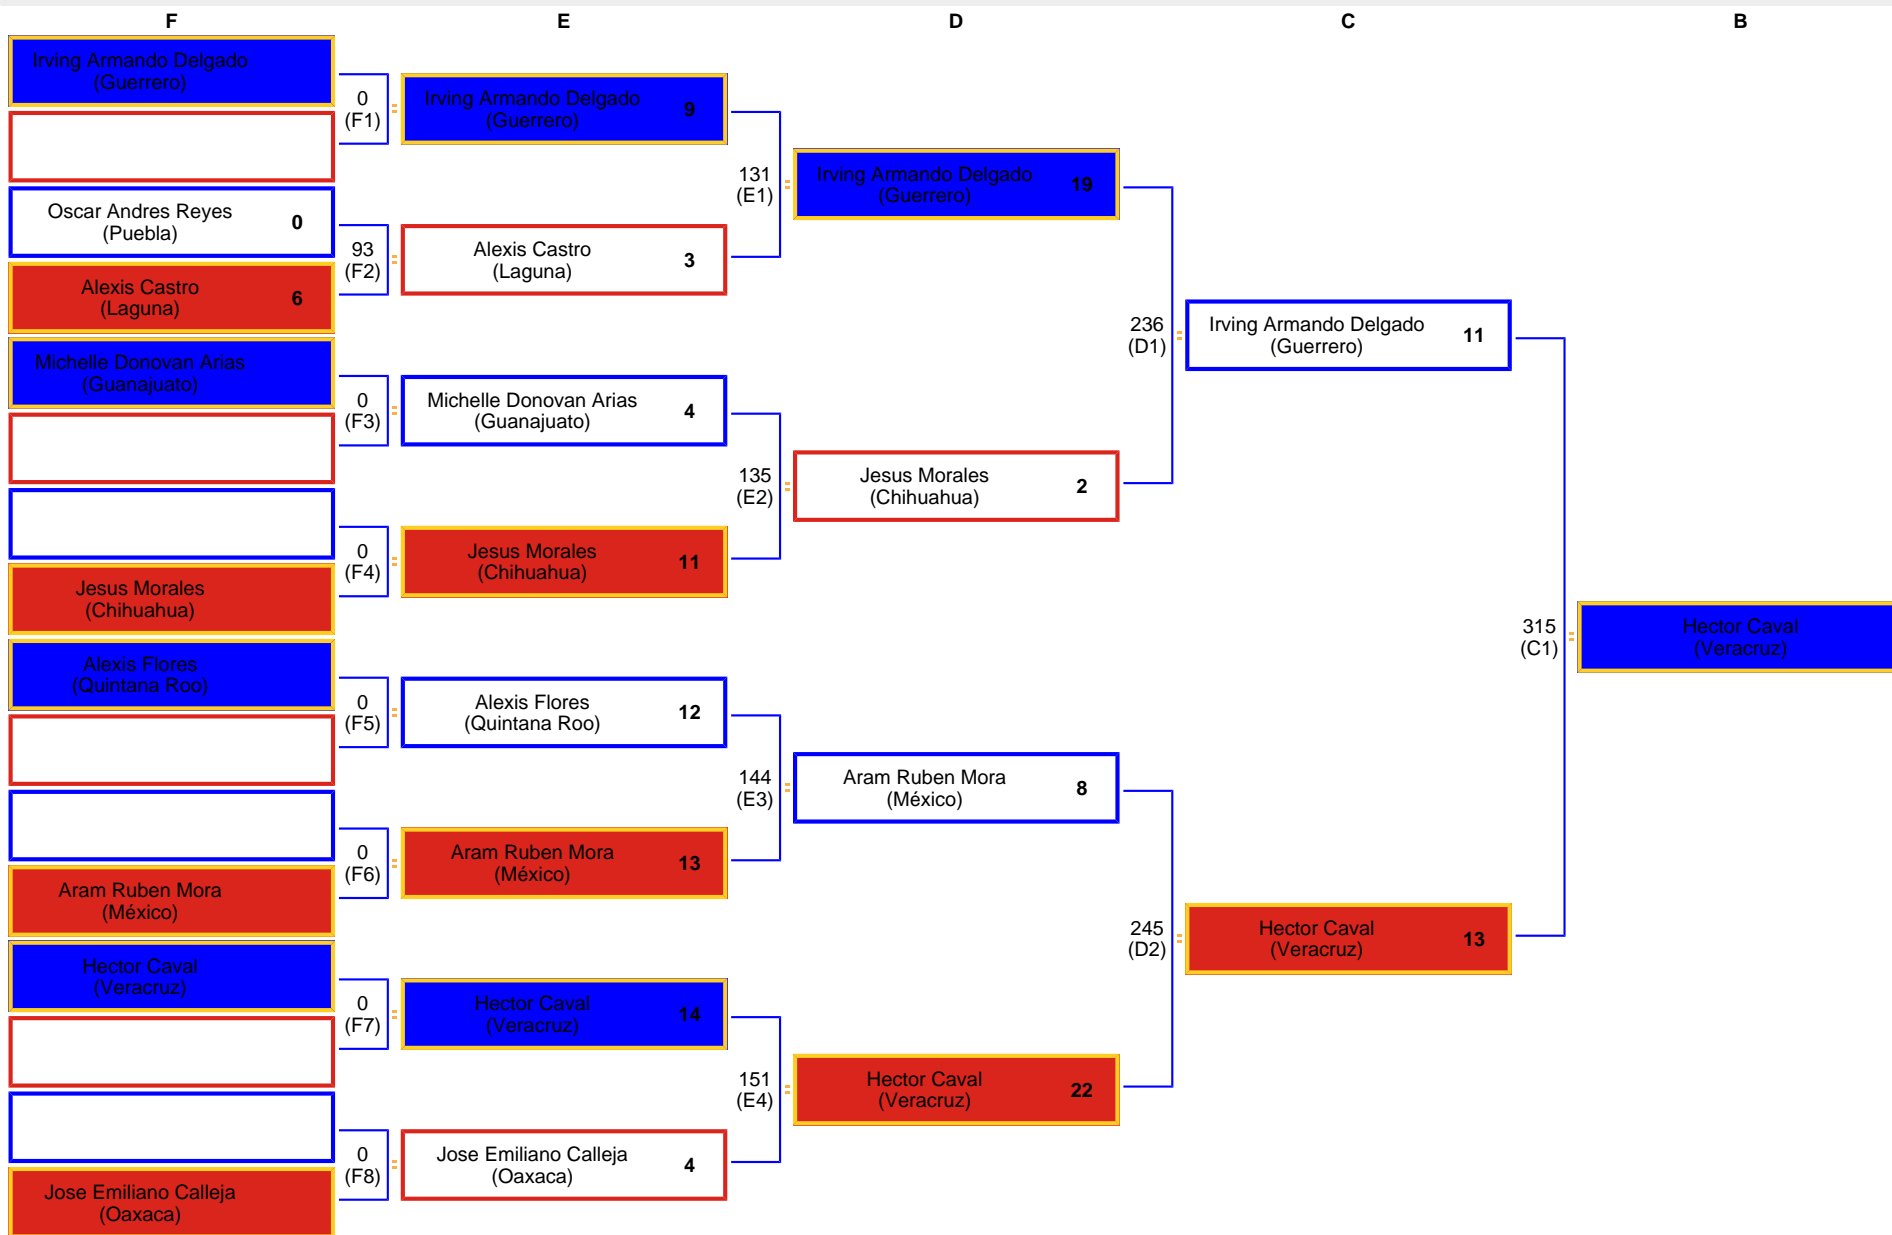 F
E
D
C
B
Irving Armando Delgado
(Guerrero)
0
(F1)
Oscar Andres Reyes
(Puebla)
0
93
(F2)
Alexis Castro
(Laguna)
6
Michelle Donovan Arias
(Guanajuato)
0
(F3)
0
(F4)
Jesus Morales
(Chihuahua)
Alexis Flores
(Quintana Roo)
0
(F5)
0
(F6)
Aram Ruben Mora
(México)
Hector Caval
(Veracruz)
0
(F7)
0
(F8)
Jose Emiliano Calleja
(Oaxaca)
Irving Armando Delgado
(Guerrero)
9
131
(E1)
Alexis Castro
(Laguna)
3
Michelle Donovan Arias
(Guanajuato)
4
135
(E2)
Jesus Morales
(Chihuahua)
11
Alexis Flores
(Quintana Roo)
12
144
(E3)
Aram Ruben Mora
(México)
13
Hector Caval
(Veracruz)
14
151
(E4)
Jose Emiliano Calleja
(Oaxaca)
4
Irving Armando Delgado
(Guerrero)
19
236
(D1)
Jesus Morales
(Chihuahua)
2
Aram Ruben Mora
(México)
8
245
(D2)
Hector Caval
(Veracruz)
22
Irving Armando Delgado
(Guerrero)
11
315
(C1)
Hector Caval
(Veracruz)
13
Hector Caval
(Veracruz)